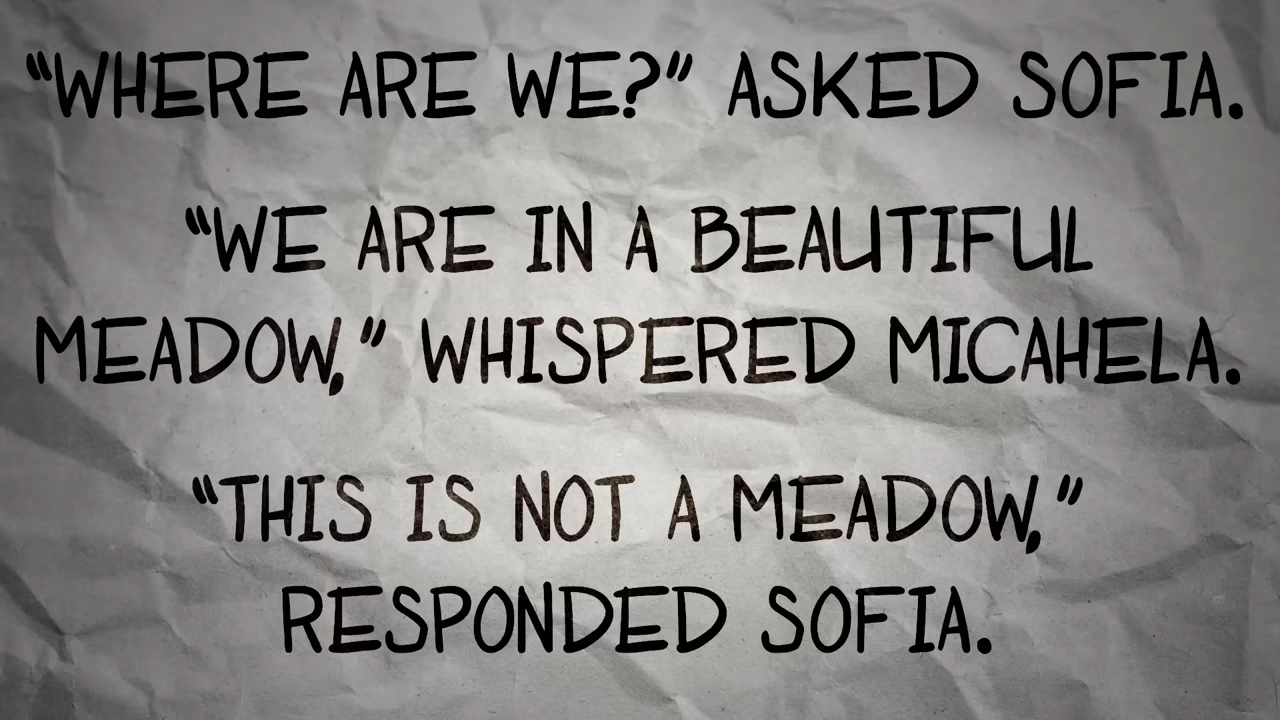 “WHERE ARE WE?” ASKED SOFIA.
“WE ARE IN A BEAUTIFUL
MEADOW,” WHISPERED MICAHELA.
“THIS IS NOT A MEADOW,”
RESPONDED SOFIA.